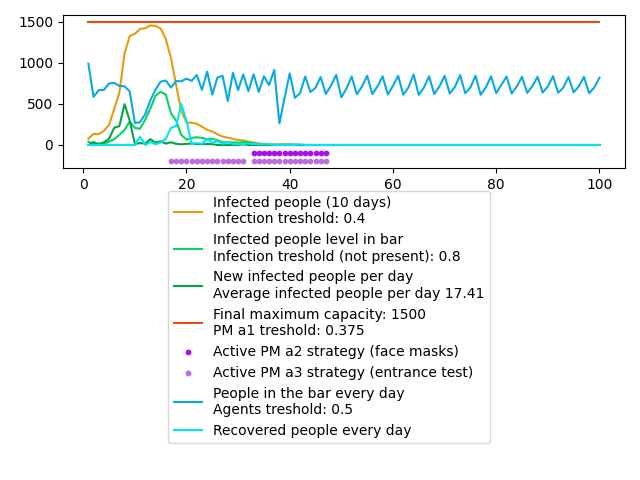 1500
1000
500
0
0
20
40
60
80
100
Infected people (10 days)
Infection treshold: 0.4
Infected people level in bar
Infection treshold (not present): 0.8
New infected people per day
Average infected people per day 17.41
Final maximum capacity: 1500
PM a1 treshold: 0.375
Active PM a2 strategy (face masks)
Active PM a3 strategy (entrance test)
People in the bar every day
Agents treshold: 0.5
Recovered people every day